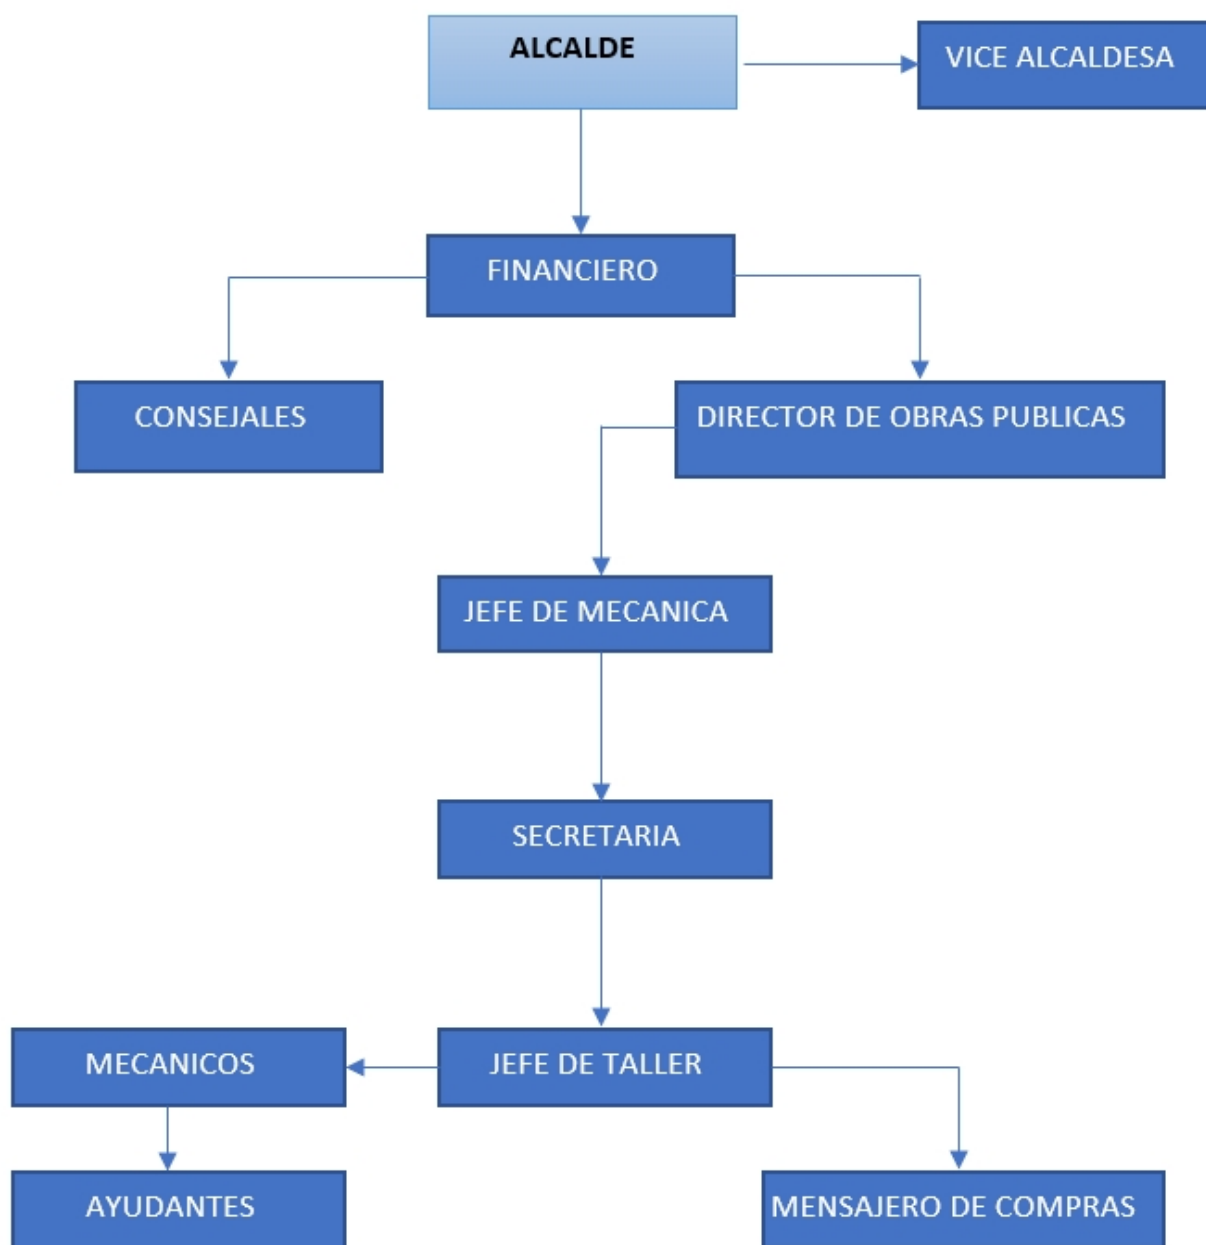 ALCALDE
VICE ALCALDESA
FINANCIERO
CONSEJALES
DIRECTOR DE OBRAS PUBLICAS
JEFE DE MECANICA
SECRETARIA
MECANICOS
JEFE DE TALLER
AYUDANTES
MENSAJERO DE COMPRAS